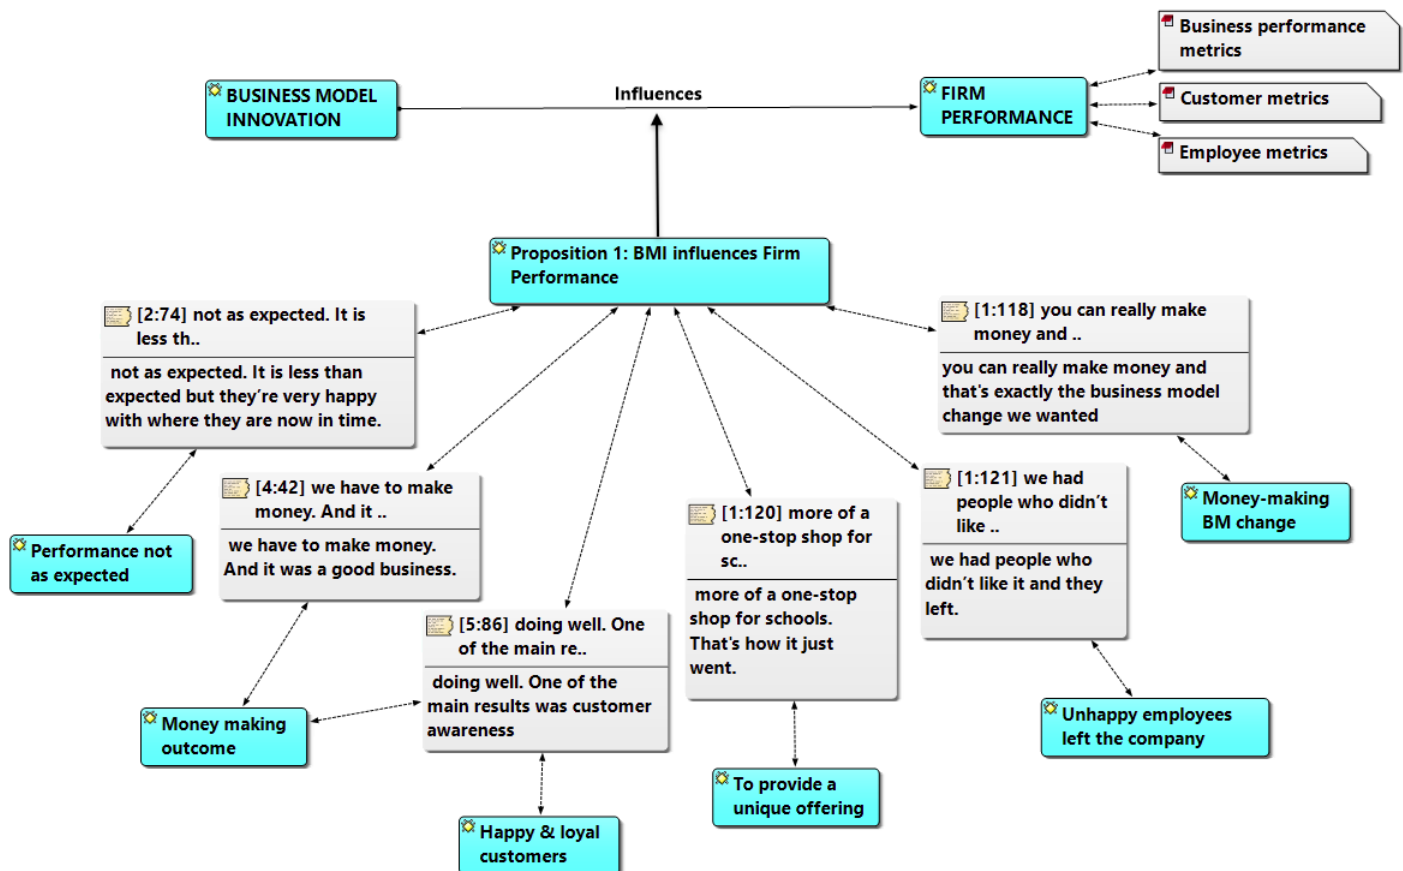 Business performance
metrics
BUSINESS MODEL
INNOVATION
Influences
FIRM
PERFORMANCE
Customer metrics
Employee metrics
Proposition 1: BMI influences Firm
Performance
[2:74] not as expected. It is
less th..
not as expected. It is less than
expected but they’re very happy
with where they are now in time.
[1:118] you can really make
money and ..
you can really make money and
that's exactly the business model
change we wanted
[4:42] we have to make
money. And it ..
we have to make money.
And it was a good business.
[1:120] more of a
one-stop shop for
sc..
more of a one-stop
shop for schools.
That's how it just
went.
[1:121] we had
people who didn’t
like ..
we had people who
didn’t like it and they
left.
Money-making
BM change
Performance not
as expected
[5:86] doing well. One
of the main re..
doing well. One of the
main results was customer
awareness
Money making
outcome
Unhappy employees
left the company
To provide a
unique offering
Happy & loyal
customers